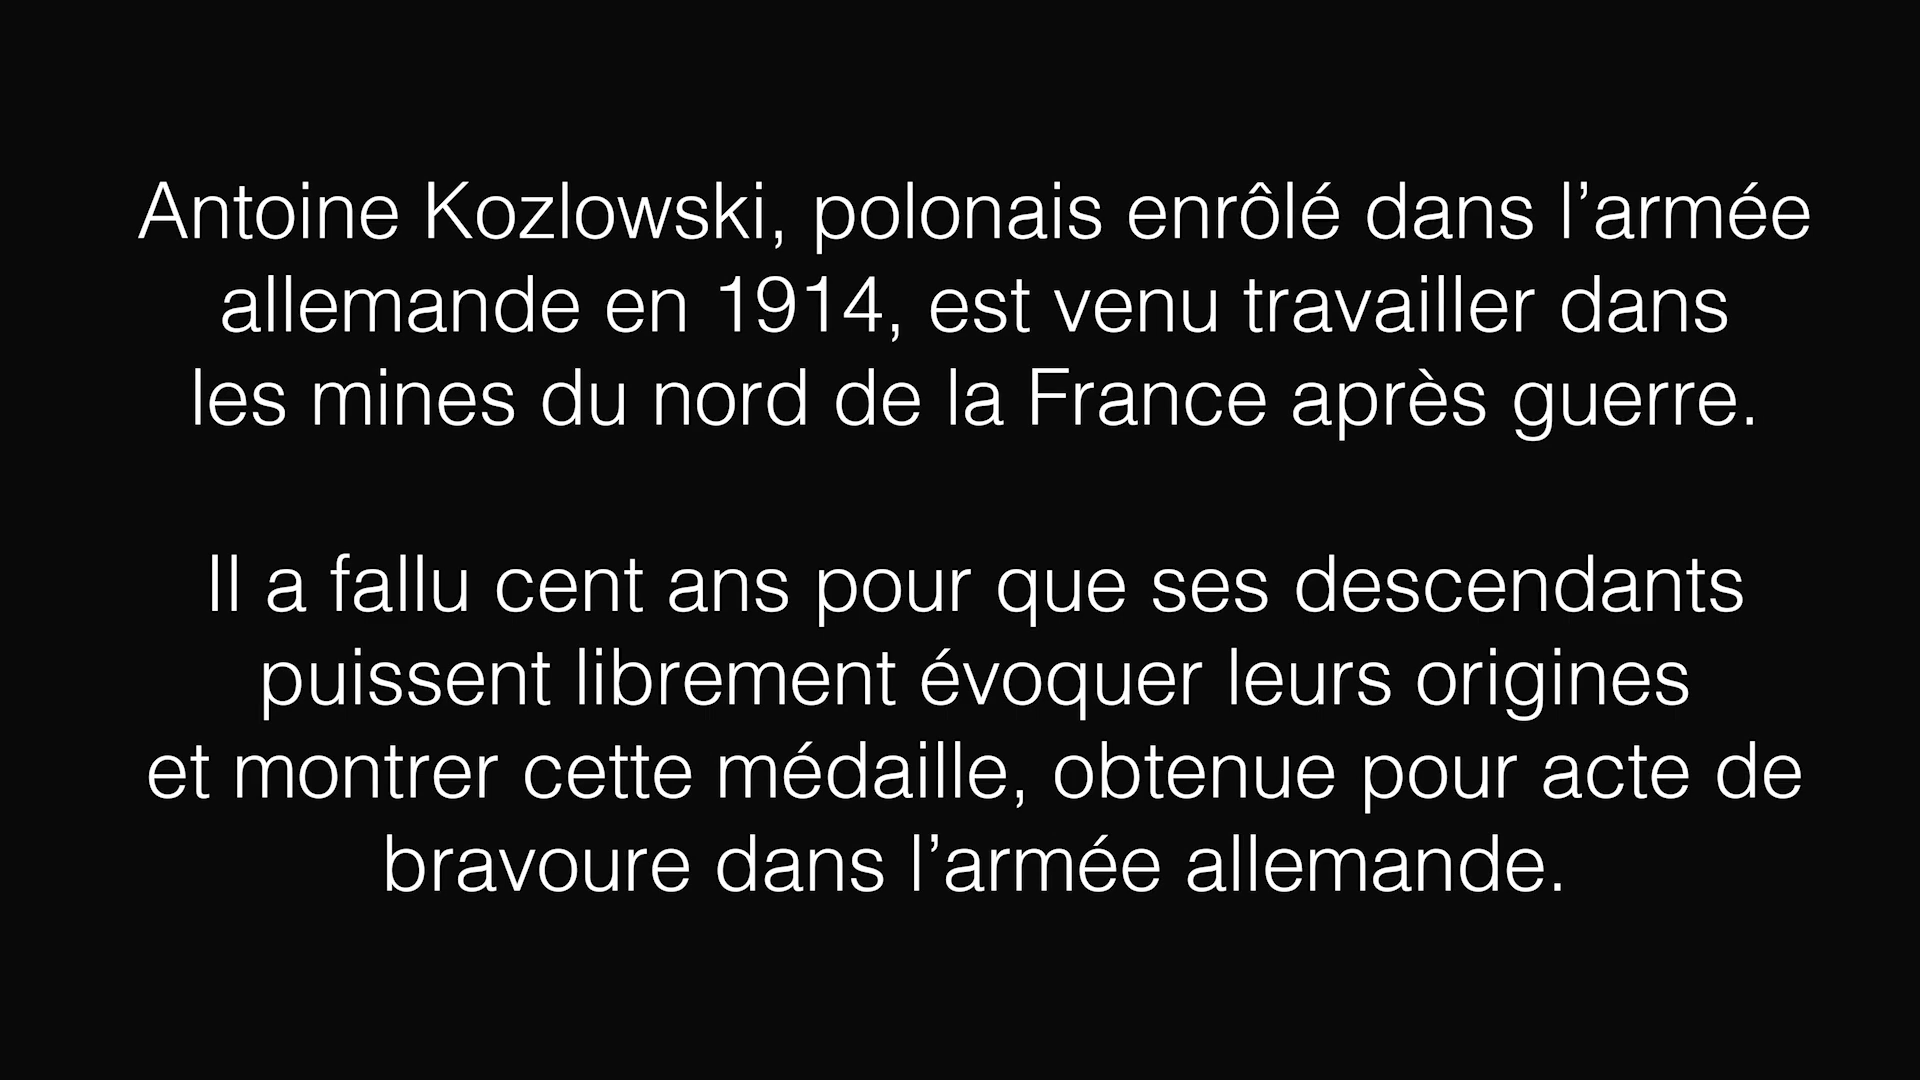 Antoine Kozlowski, polonais enrôlé dans l’armée
allemande en 1914, est venu travailler dans
les mines du nord de la France après guerre.
Il a fallu cent ans pour que ses descendants
puissent librement évoquer leurs origines
et montrer cette médaille, obtenue pour acte de
bravoure dans l’armée allemande.